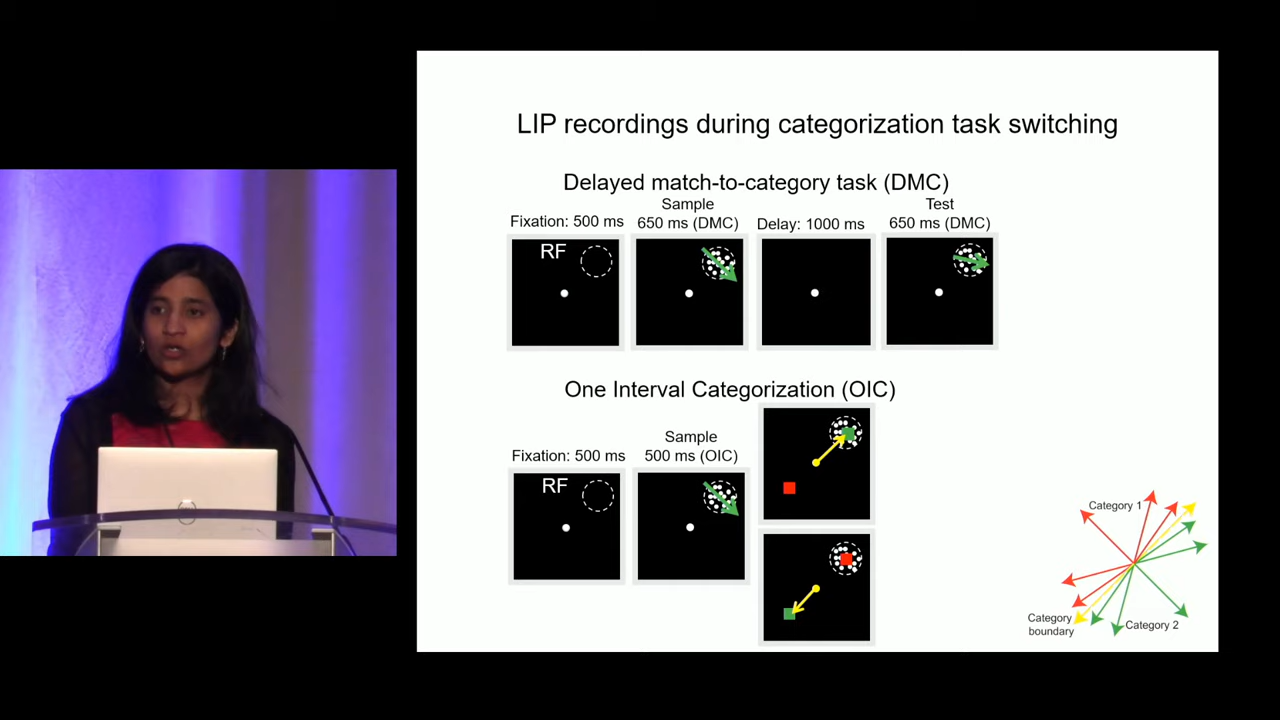 LIP recordings during categorization task switching
Delayed match-to-category task (DMC)
Fixation: 500 ms
Sample
650 ms (DMC)
Delay: 1000 ms
Test
650 ms (DMC)
RF
One Interval Categorization (OIC)
Fixation: 500 ms
Sample
500 ms (OIC)
RF
Category 1
Category
boundary
Category 2